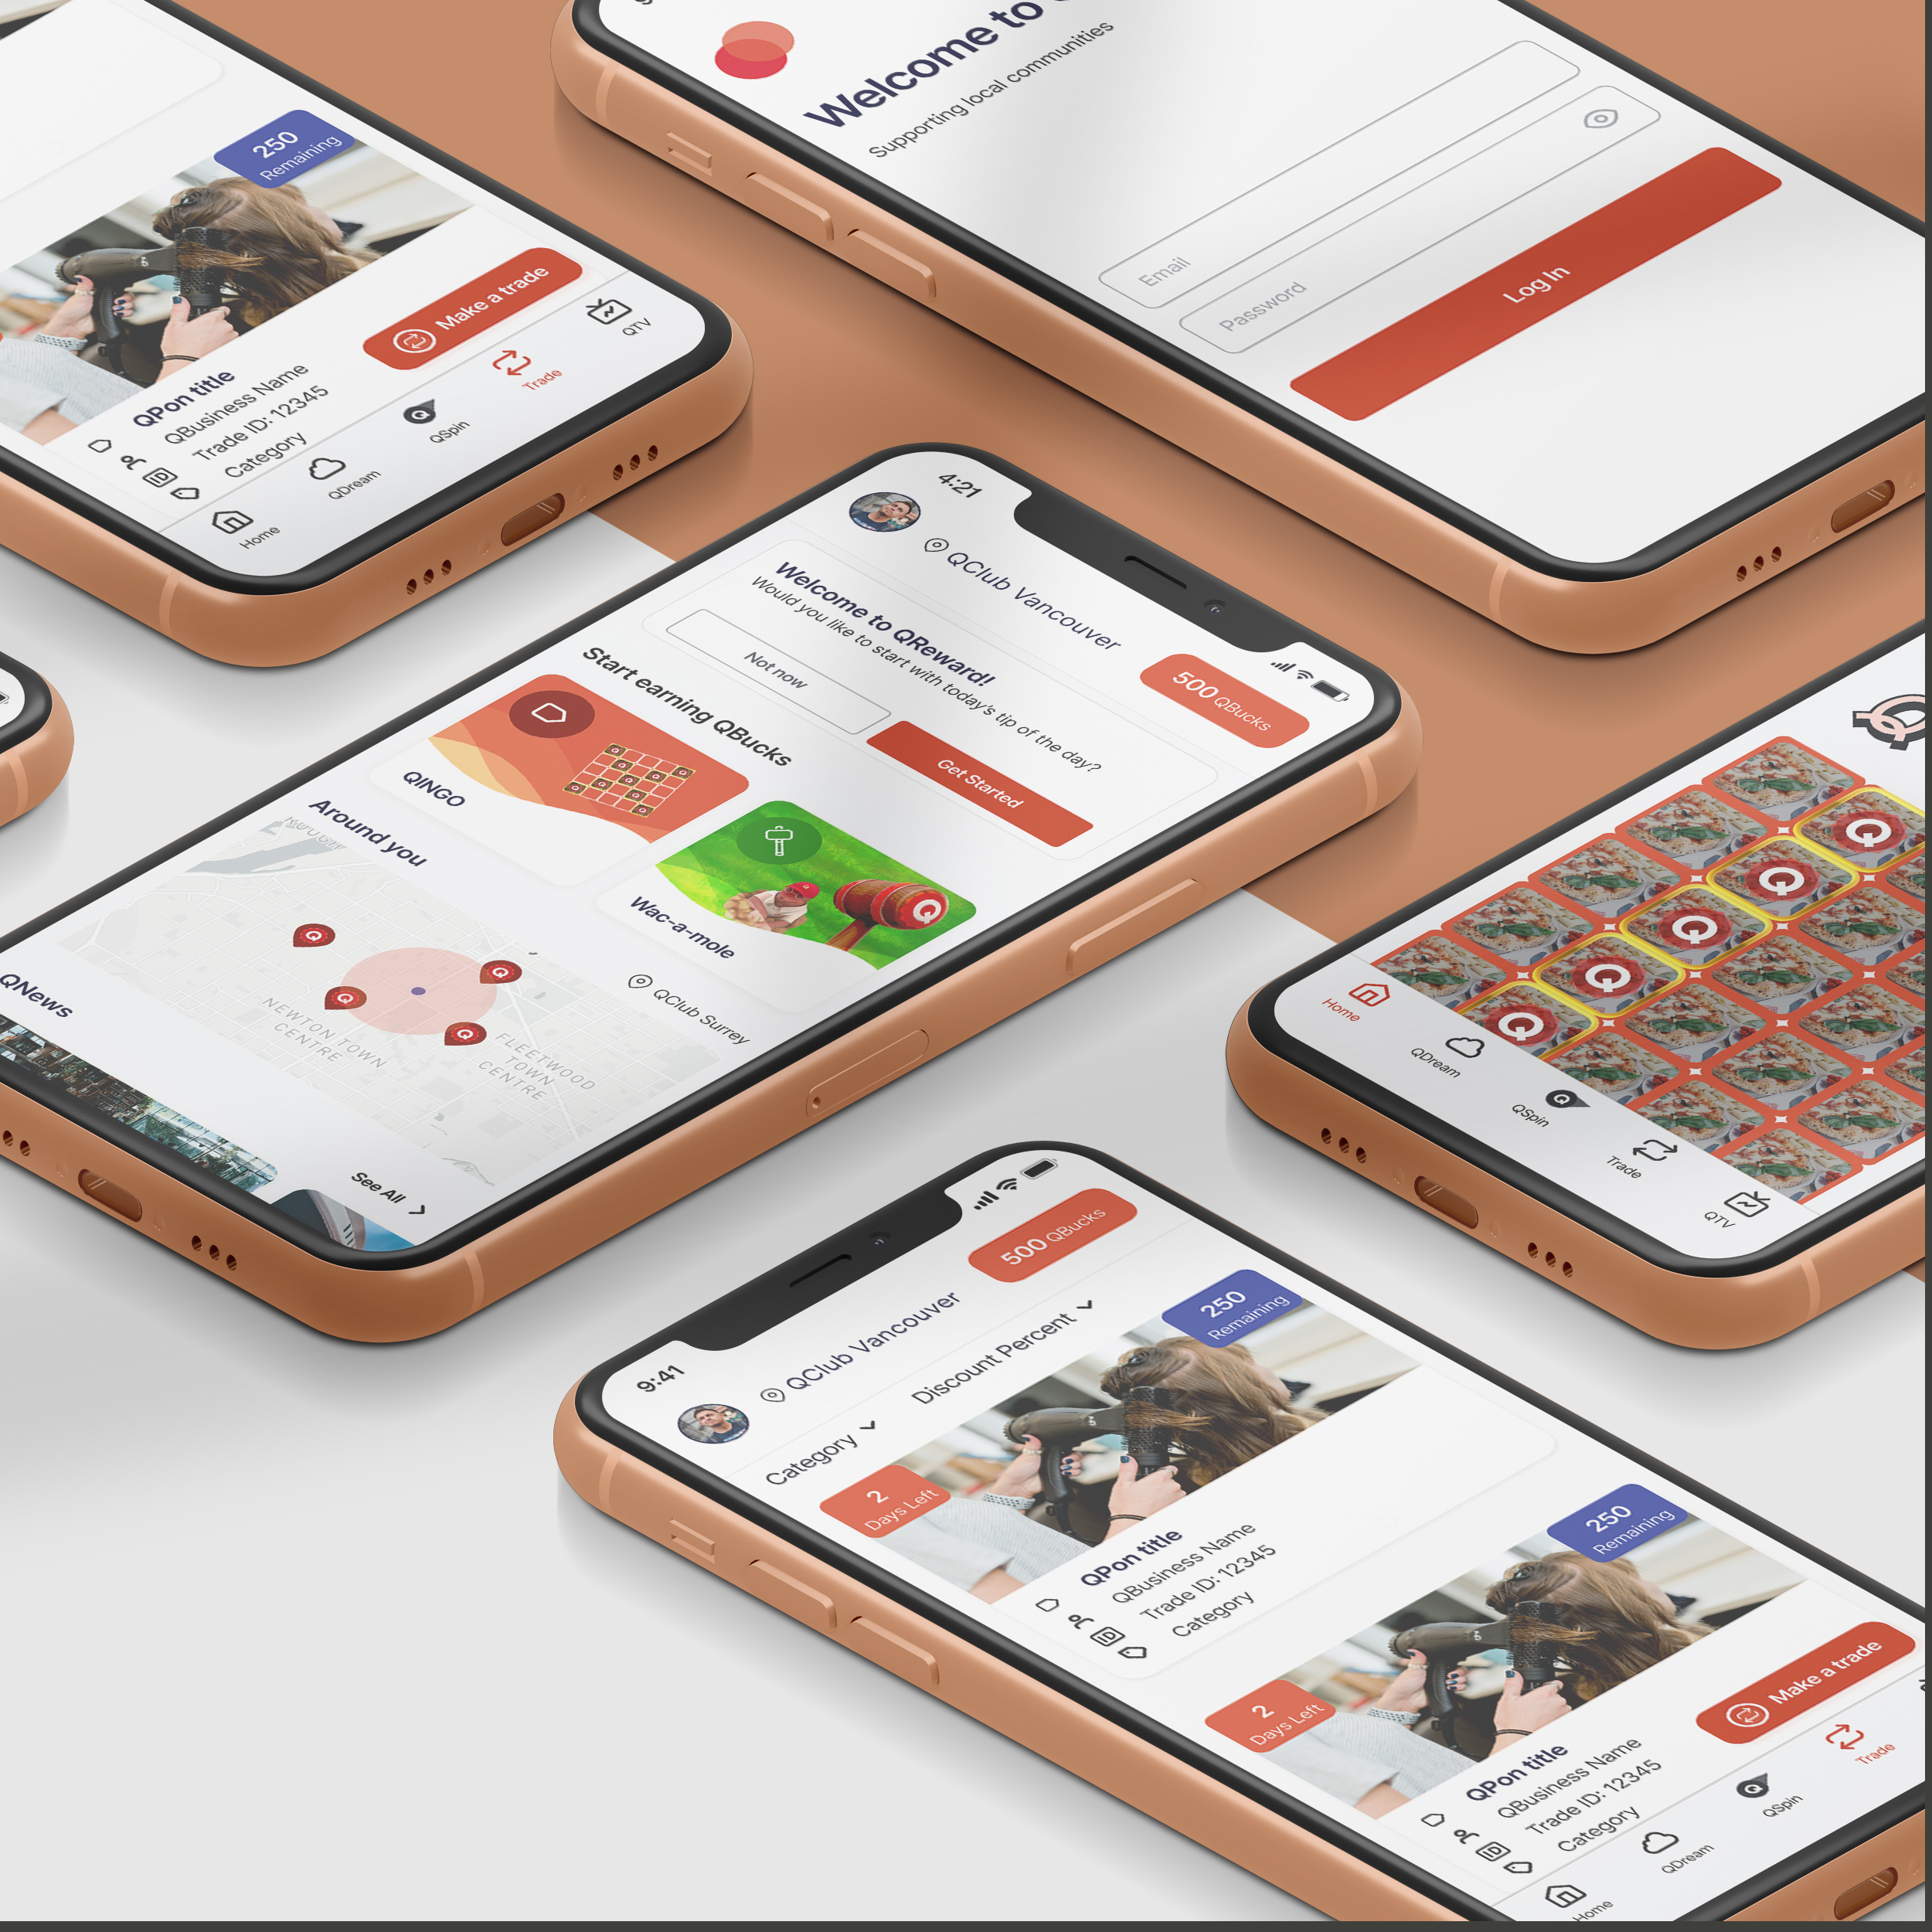 250
Remaining
Make a trade
QPon title
QBusiness Name
Trade ID: 12345
Category
Home
QDream
QSpin
Trade
QTV
Welcome to
Supporting local communities
Email
Password
Log In
4:21
QClub Vancouver
500 QBucks
Welcome to QReward!
Would you like to start with today's tip of the day?
Not now
Get Started
Start earning QBucks
QINGO
Wac-a-mole
Around you
QClub Surrey
NEWTON TOWN
CENTRE
FLEETWOOD
TOWN
CENTRE
QNews
See All
Q
Q
Q
Q
Q
Home
QDream
QSpin
Trade
QTV
9:41
QClub Vancouver
500 QBucks
Category
Discount Percent
2
Days Left
250
Remaining
QPon title
QBusiness Name
Trade ID: 12345
Category
2
Days Left
250
Remaining
Make a trade
QPon title
QBusiness Name
Trade ID: 12345
Category
Home
QDream
QSpin
Trade